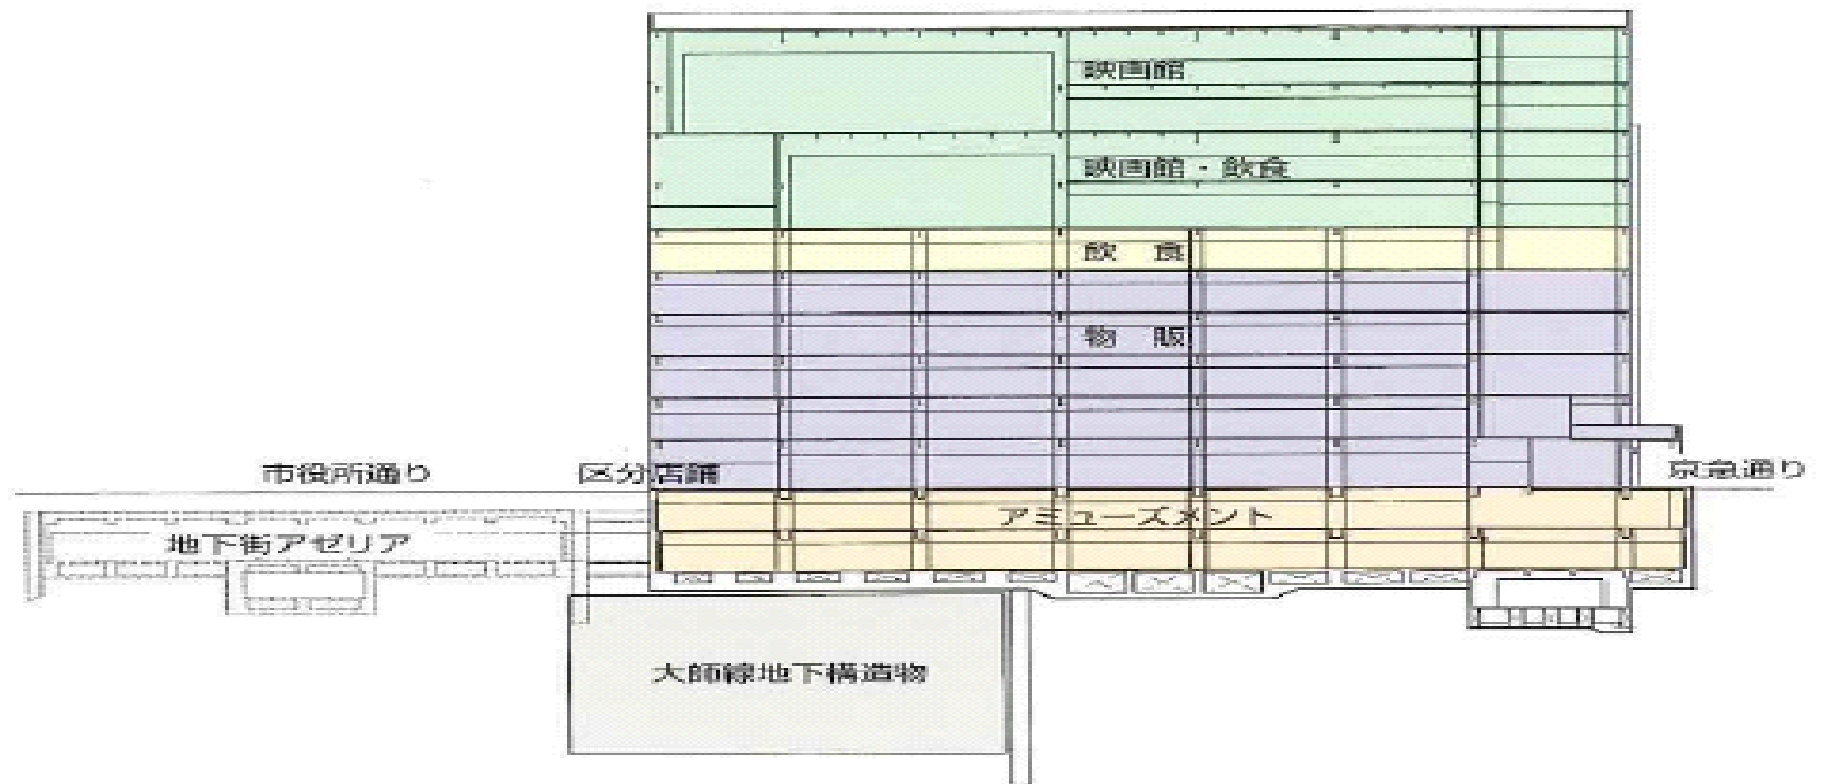 映画館
映画館・飲食
飲 食
物 販
市役所通り
区分店舗
京急通り
アミューズメント
地下街アゼリア
大師線地下構造物